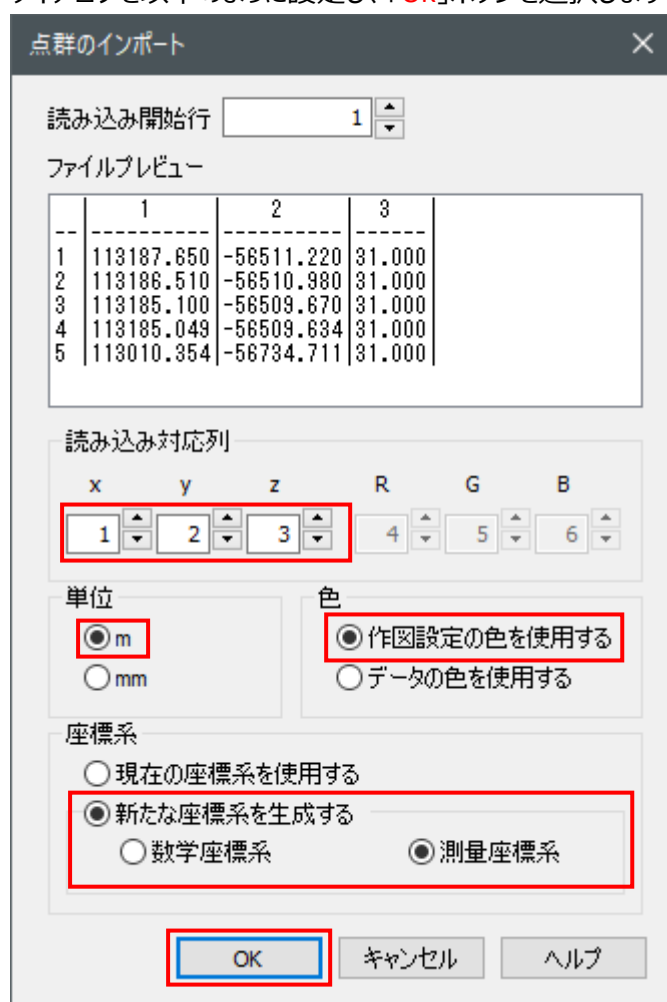 点群のインポート
読み込み開始行 1
ファイルプレビュー
1 2 3
-- ---------- ---------- ------
1 113187.650 -56511.220 31.000
2 113186.510 -56510.980 31.000
3 113185.100 -56509.670 31.000
4 113185.049 -56509.634 31.000
5 113010.354 -56734.711 31.000
読み込み対応列
x y z R G B
1 2 3 4 5 6
単位 色
m 作図設定の色を使用する
mm データの色を使用する
座標系
現在の座標系を使用する
新たな座標系を生成する
数学座標系 測量座標系
OK キャンセル ヘルプ